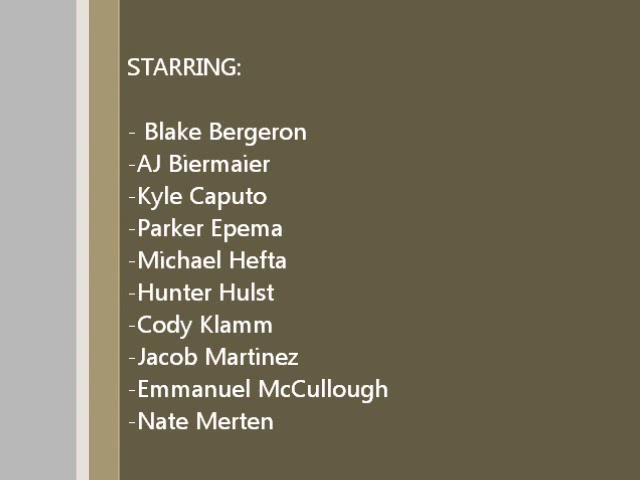 STARRING:
- Blake Bergeron
-AJ Biermaier
-Kyle Caputo
-Parker Epema
-Michael Hefta
-Hunter Hulst
-Cody Klamm
-Jacob Martinez
-Emmanuel McCullough
-Nate Merten